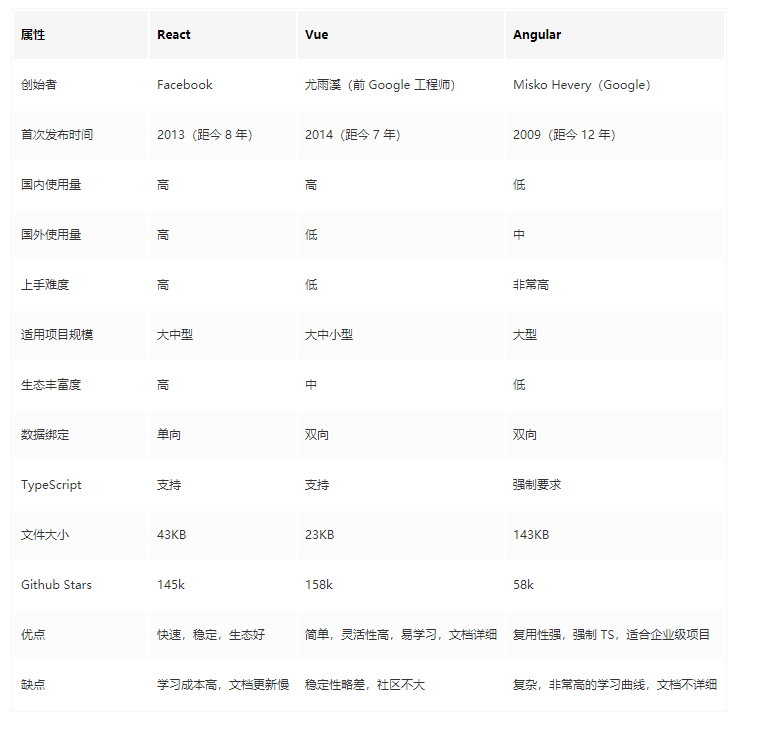 属性 React Vue Angular
创始者 Facebook 尤雨溪（前 Google 工程师） Misko Hevery（Google）
首次发布时间 2013（距今 8 年） 2014（距今 7 年） 2009（距今 12 年）
国内使用量 高 高 低
国外使用量 高 低 中
上手难度 高 低 非常高
适用项目规模 大中型 大中小型 大型
生态丰富度 高 中 低
数据绑定 单向 双向 双向
TypeScript 支持 支持 强制要求
文件大小 43KB 23KB 143KB
Github Stars 145k 158k 58k
优点 快速，稳定，生态好 简单，灵活性高，易学习，文档详细 复用性强，强制 TS，适合企业级项目
缺点 学习成本高，文档更新慢 稳定性略差，社区不大 复杂，非常高的学习曲线，文档不详细